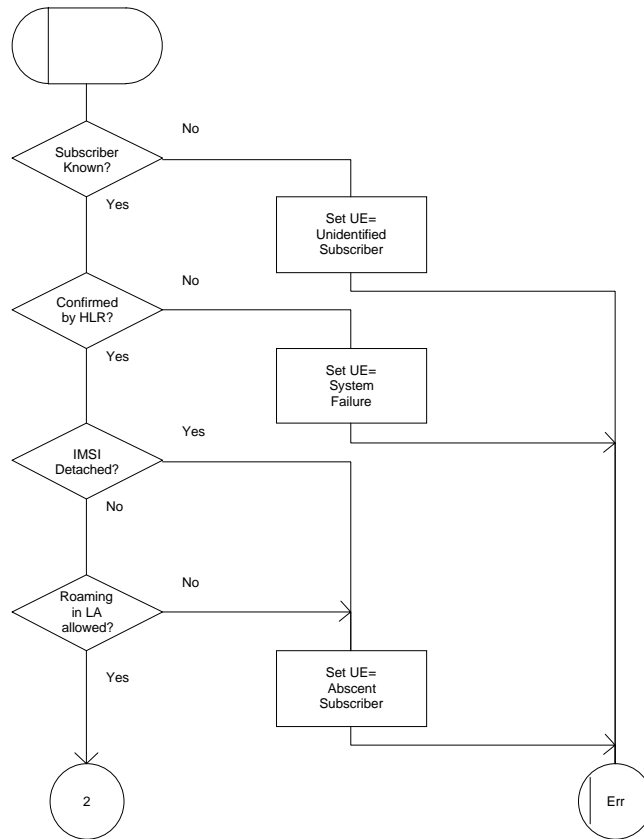 No
Subscriber
Known?
Yes
Set UE=
Unidentified
Subscriber
No
Confirmed
by HLR?
Yes
Set UE=
System
Failure
Yes
IMSI
Detached?
No
No
Roaming
in LA
allowed?
Yes
Set UE=
Abscent
Subscriber
2
Err